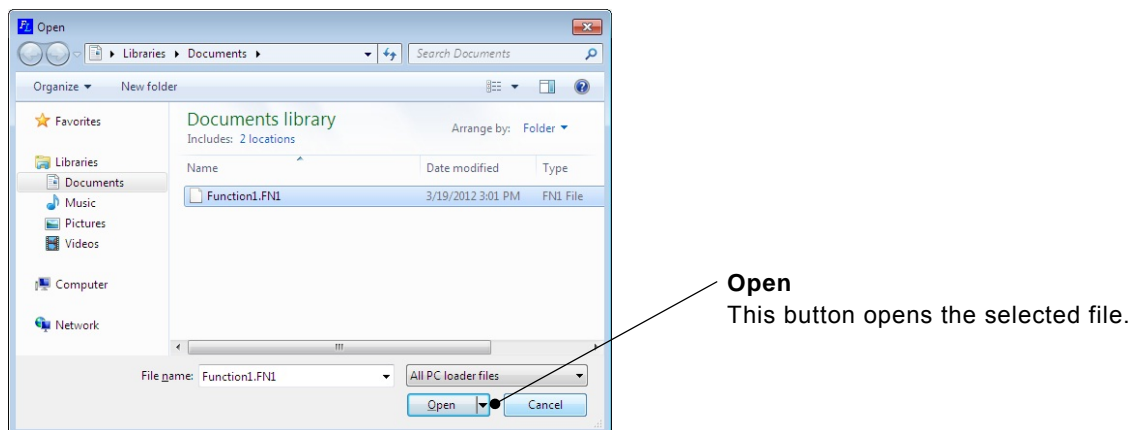 FL Open
Libraries Documents Search Documents
Organize New folder
Favorites
Libraries
Documents
Music
Pictures
Videos
Computer
Network
Documents library
Includes: 2 locations
Arrange by: Folder
Name Date modified Type
Function1.FN1 3/19/2012 3:01 PM FN1 File
File name: Function1.FN1 All PC loader files
Open Cancel
Open
This button opens the selected file.